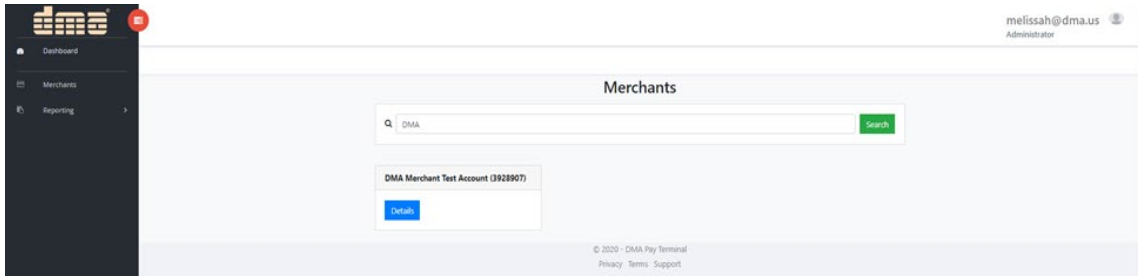 dma
melissah@dma.us
Administrator
Dashboard
Merchants
Reporting
Merchants
DMA
Search
DMA Merchant Test Account (3928907)
Details
© 2020 - DMA Pay Terminal
Privacy Terms Support